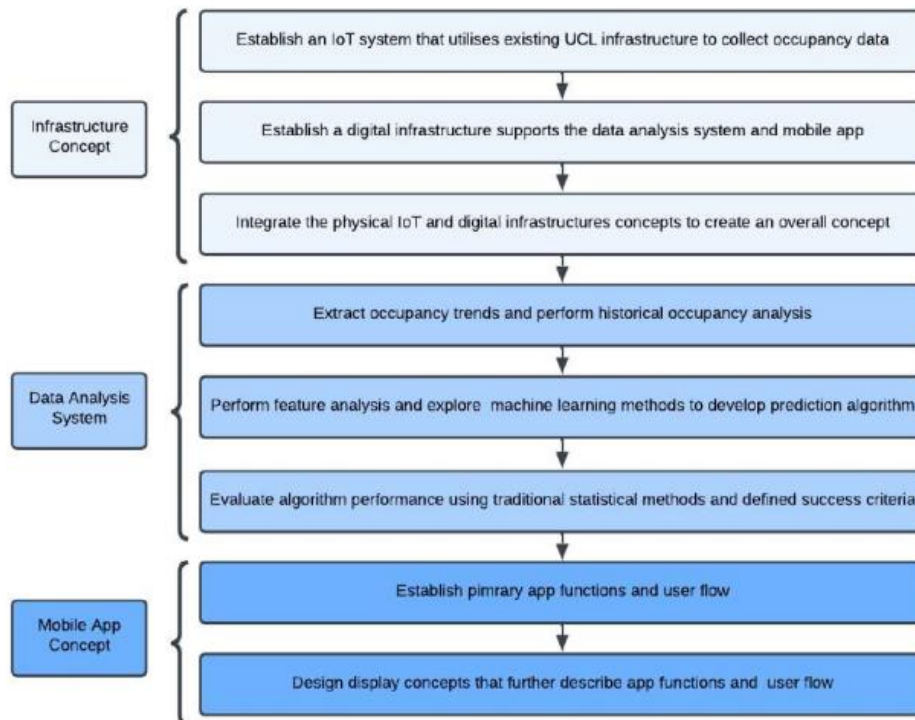 Establish an IoT system that utilises existing UCL infrastructure to collect occupancy data
Infrastructure
Concept
Establish a digital infrastructure supports the data analysis system and mobile app
Integrate the physical IoT and digital infrastructures concepts to create an overall concept
Extract occupancy trends and perform historical occupancy analysis
Data Analysis
System
Perform feature analysis and explore machine learning methods to develop prediction algorithm
Evaluate algorithm performance using traditional statistical methods and defined success criteria
Establish pimrary app functions and user flow
Mobile App
Concept
Design display concepts that further describe app functions and user flow